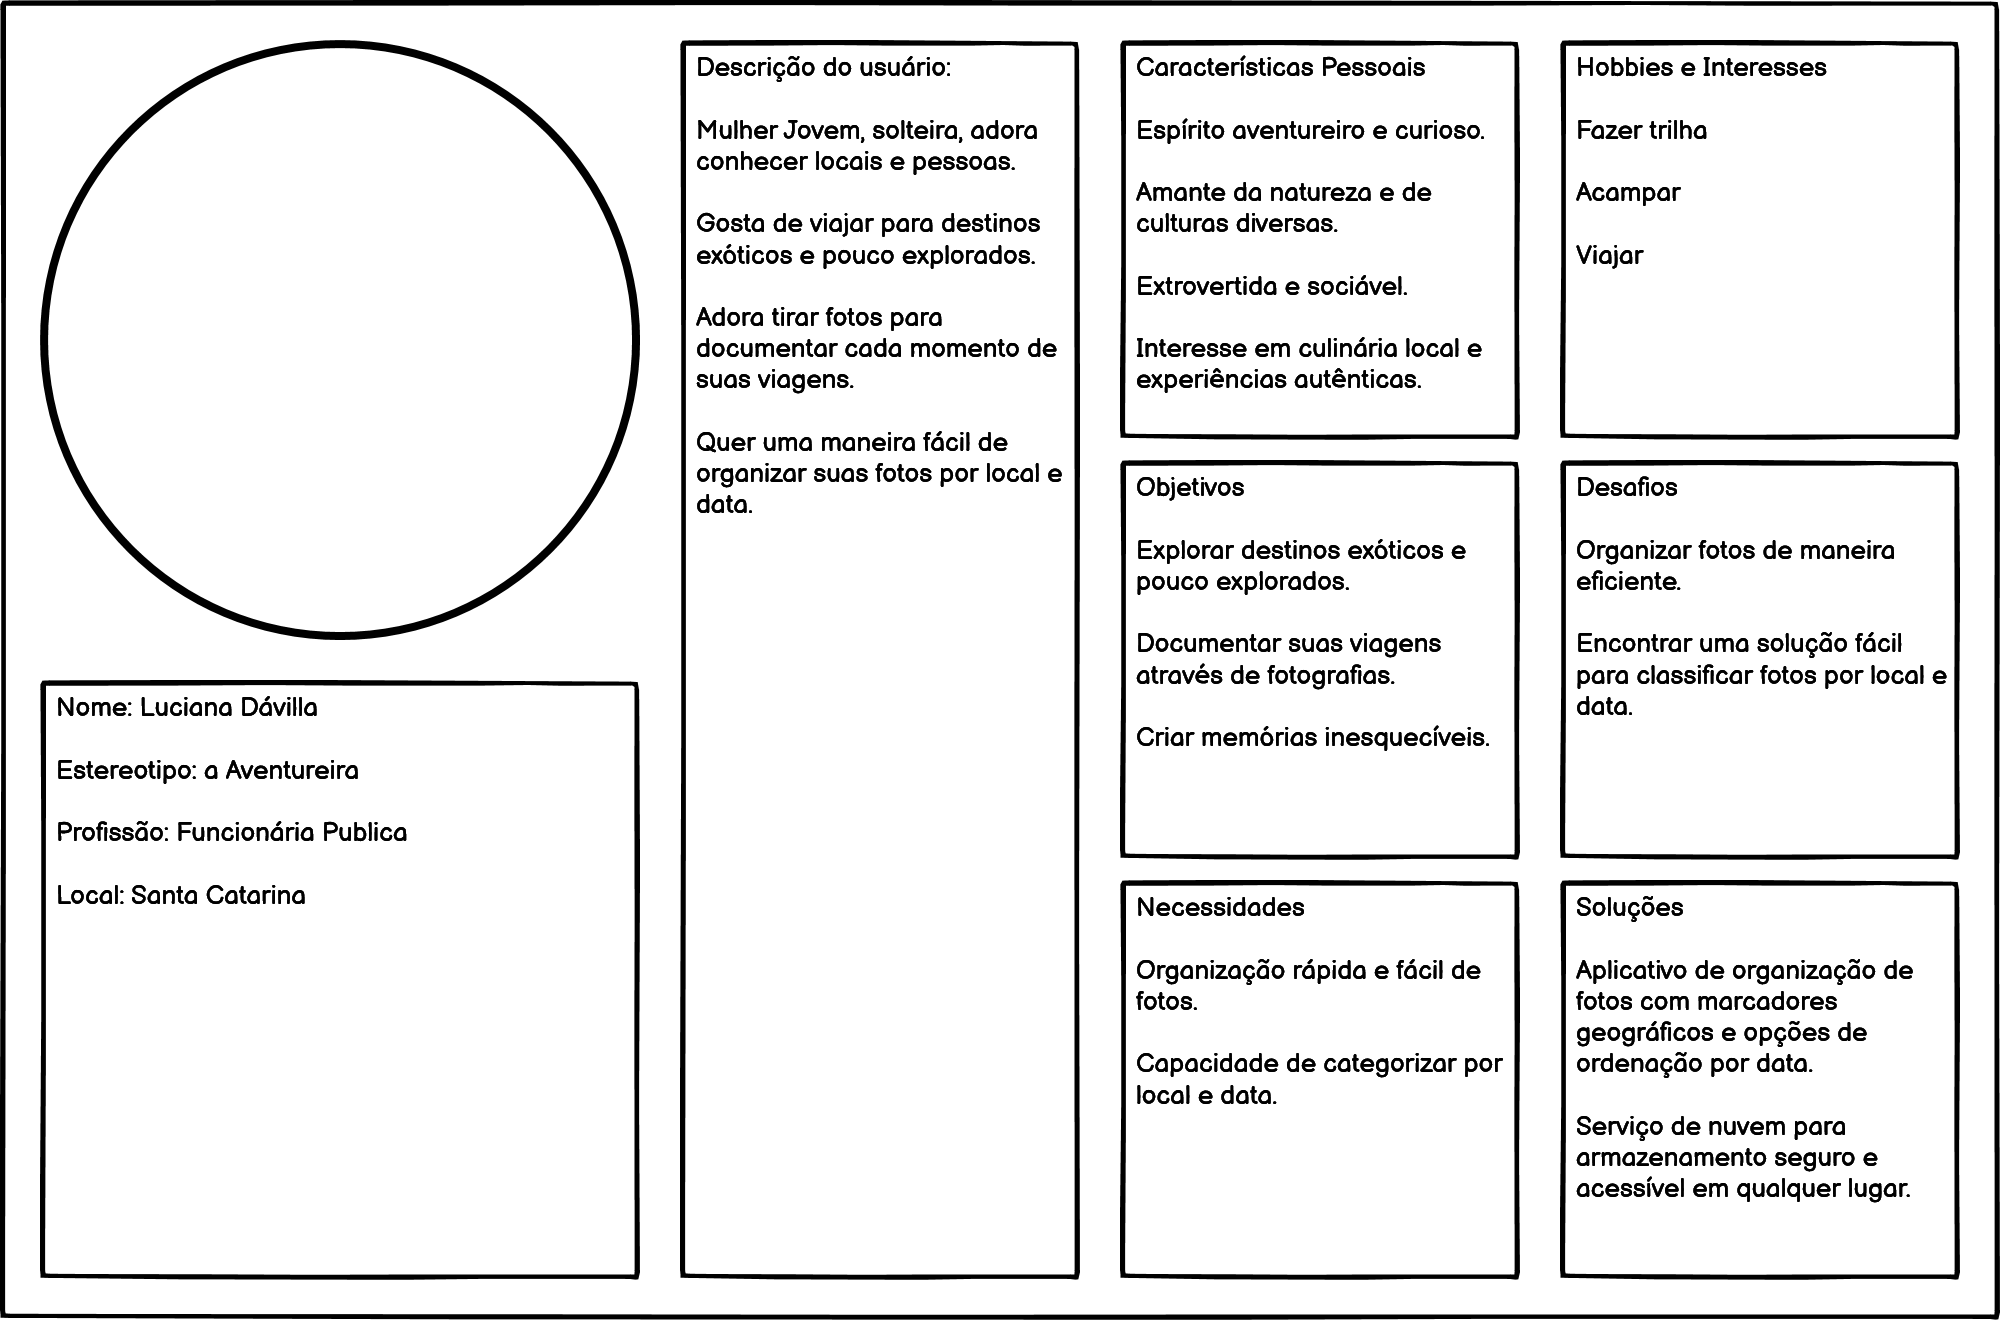 Nome: Luciana Dávilla
Estereotipo: a Aventureira
Profissão: Funcionária Publica
Local: Santa Catarina
Descrição do usuário:
Mulher Jovem, solteira, adora
conhecer locais e pessoas.
Gosta de viajar para destinos
exóticos e pouco explorados.
Adora tirar fotos para
documentar cada momento de
suas viagens.
Quer uma maneira fácil de
organizar suas fotos por local e
data.
Características Pessoais
Espírito aventureiro e curioso.
Amante da natureza e de
culturas diversas.
Extrovertida e sociável.
Interesse em culinária local e
experiências autênticas.
Hobbies e Interesses
Fazer trilha
Acampar
Viajar
Objetivos
Explorar destinos exóticos e
pouco explorados.
Documentar suas viagens
através de fotografias.
Criar memórias inesquecíveis.
Desafios
Organizar fotos de maneira
eficiente.
Encontrar uma solução fácil
para classificar fotos por local e
data.
Necessidades
Organização rápida e fácil de
fotos.
Capacidade de categorizar por
local e data.
Soluções
Aplicativo de organização de
fotos com marcadores
geográficos e opções de
ordenação por data.
Serviço de nuvem para
armazenamento seguro e
acessível em qualquer lugar.